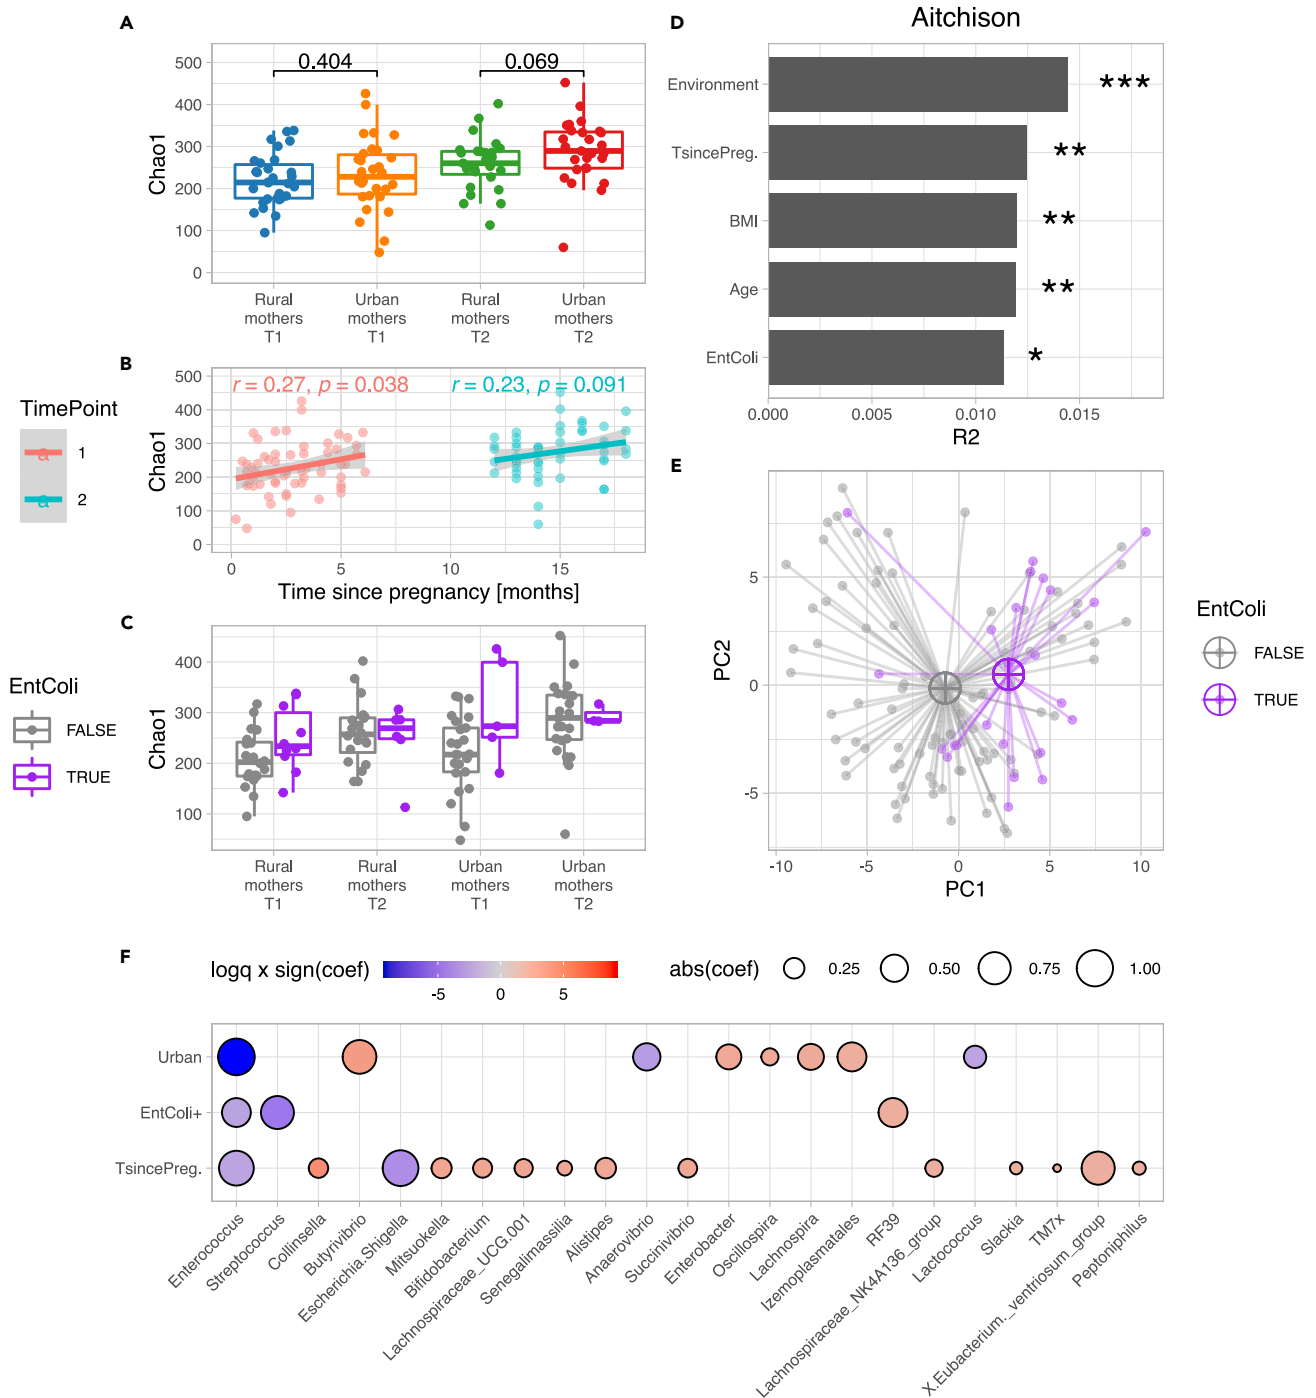 A
Chao1
500
400
300
200
100
0
0.404
0.069
Rural
mothers
T1
Urban
mothers
T1
Rural
mothers
T2
Urban
mothers
T2
B
TimePoint
a 1
a 2
Chao1
500
400
300
200
100
0
r = 0.27, p = 0.038
r = 0.23, p = 0.091
0
5
10
15
Time since pregnancy [months]
C
EntColi
FALSE
TRUE
Chao1
400
300
200
100
Rural
mothers
T1
Rural
mothers
T2
Urban
mothers
T1
Urban
mothers
T2
D
Aitchison
Environment ***
TsincePreg. **
BMI **
Age **
EntColi *
0.000
0.005
0.010
0.015
R2
E
PC2
5
0
-5
-10
-5
0
5
10
PC1
EntColi
FALSE
TRUE
F
logq x sign(coef)
-5
0
5
abs(coef)
0.25
0.50
0.75
1.00
Urban
EntColi+
TsincePreg.
Enterococcus
Streptococcus
Collinsella
Butyrivibrio
Escherichia.Shigella
Mitsuokella
Bifidobacterium
Lachnospiraceae_UCG.001
Senegalimassilia
Alistipes
Anaerovibrio
Succinivibrio
Enterobacter
Oscillospira
Lachnospira
Izemoplasmatales
RF39
Lachnospiraceae_NK4A136_group
Lactococcus
Slackia
TM7x
X.Eubacterium._ventriosum_group
Peptoniphilus